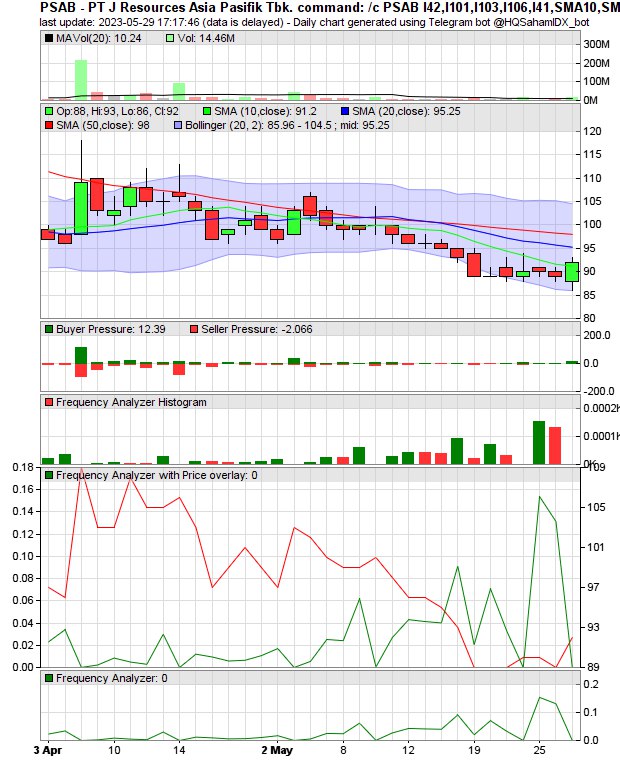 PSAB - PT J Resources Asia Pasifik Tbk. command: /c PSAB I42,I101,I103,I106,I41,SMA10,SM
last update: 2023-05-29 17:17:46 (data is delayed) - Daily chart generated using Telegram bot @HQSahamIDX_bot
MAVol(20): 10.24 Vol: 14.46M
300M
200M
100M
0M
Op:88, Hi:93, Lo:86, Cl:92 SMA (10,close): 91.2 SMA (20,close): 95.25
SMA (50,close): 98 Bollinger (20, 2): 85.96 - 104.5 ; mid: 95.25
120
115
110
105
100
95
90
85
80
Buyer Pressure: 12.39 Seller Pressure: -2.066
200.0
0.0
-200.0
Frequency Analyzer Histogram
0.0002k
0.0001k
0K
Frequency Analyzer with Price overlay: 0
0.18
0.16
0.14
0.12
0.10
0.08
0.06
0.04
0.02
0.00
109
105
101
97
93
89
Frequency Analyzer: 0
0.2
0.1
0.0
3 Apr 10 14 2 May 8 12 19 25